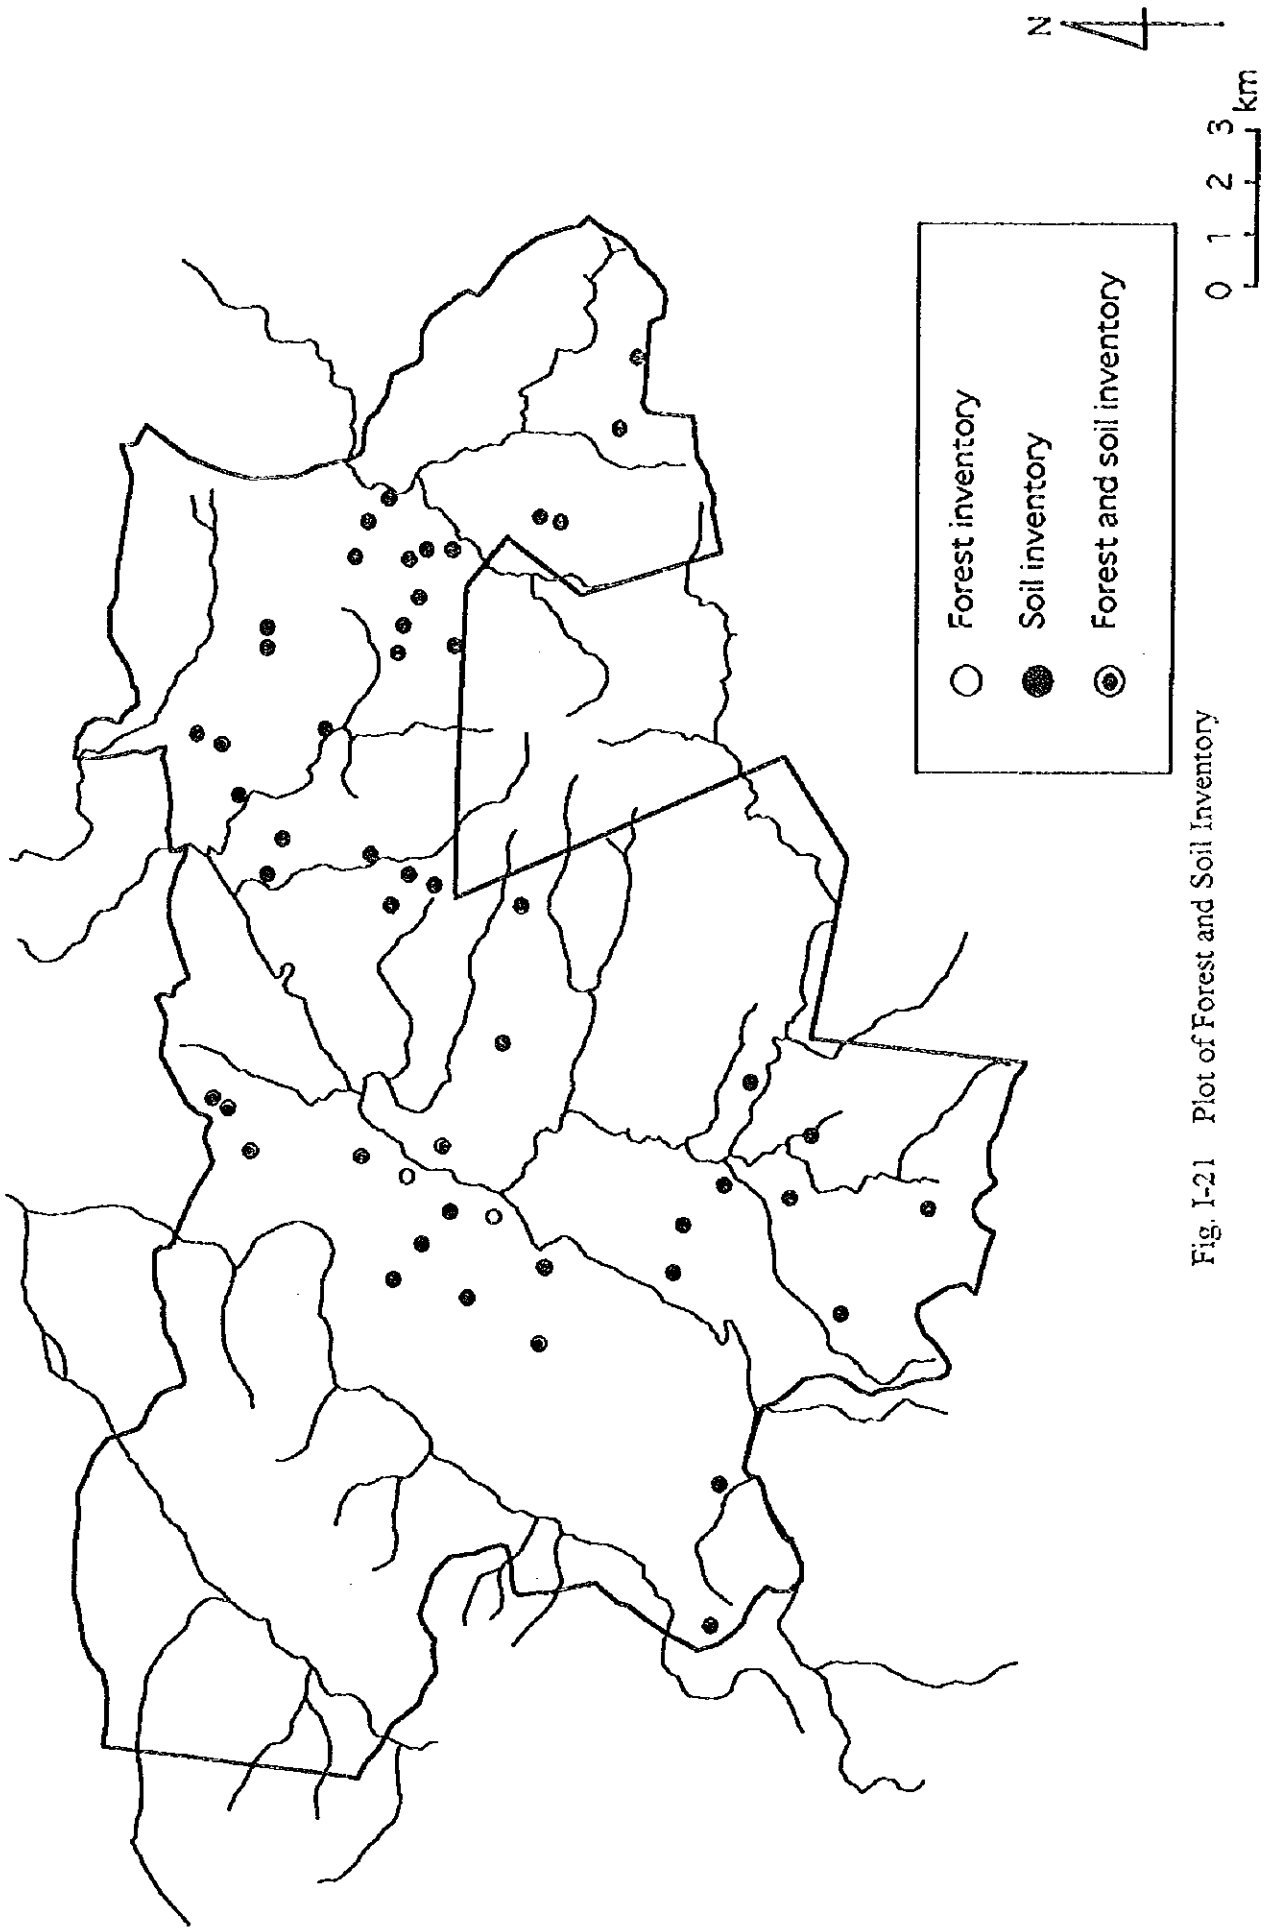 N
0 1 2 3 km
Forest inventory
Soil inventory
Forest and soil inventory
Fig. I-21 Plot of Forest and Soil Inventory